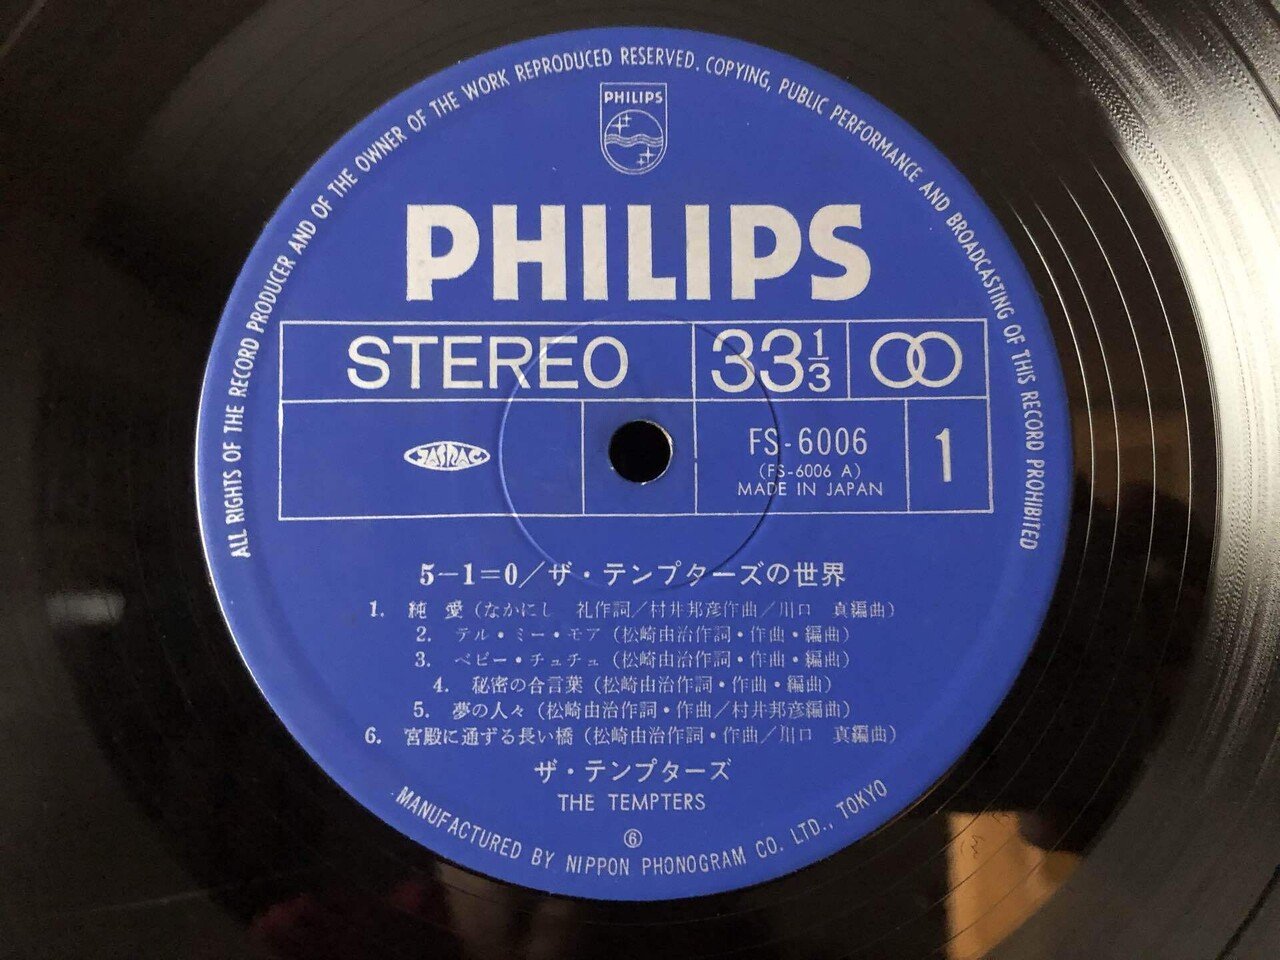 ALL RIGHTS OF THE RECORD PRODUCER AND OF THE OWNER OF THE WORK REPRODUCED RESERVED. COPYING, PUBLIC PERFORMANCE AND BROADCASTING OF THIS RECORD PROHIBITED
PHILIPS
PHILIPS
STEREO 33 1/3
JASRAC
FS-6006 1
(FS-6006 A)
MADE IN JAPAN
5−1=0/ザ・テンプターズの世界
1. 純 愛（なかにし 礼作詞/村井邦彦作曲/川口 真編曲）
2. テル・ミー・モア（松崎由治作詞・作曲・編曲）
3. ベビー・チュチュ（松崎由治作詞・作曲・編曲）
4. 秘密の合言葉（松崎由治作詞・作曲・編曲）
5. 夢の人々（松崎由治作詞・作曲/村井邦彦編曲）
6. 宮殿に通ずる長い橋（松崎由治作詞・作曲/川口 真編曲）
ザ・テンプターズ
THE TEMPTERS
⑥
MANUFACTURED BY NIPPON PHONOGRAM CO. LTD., TOKYO